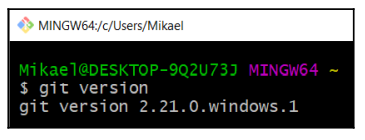 MINGW64:/c/Users/Mikael
Mikael@DESKTOP-9Q2U73J MINGW64 ~
$ git version
git version 2.21.0.windows.1